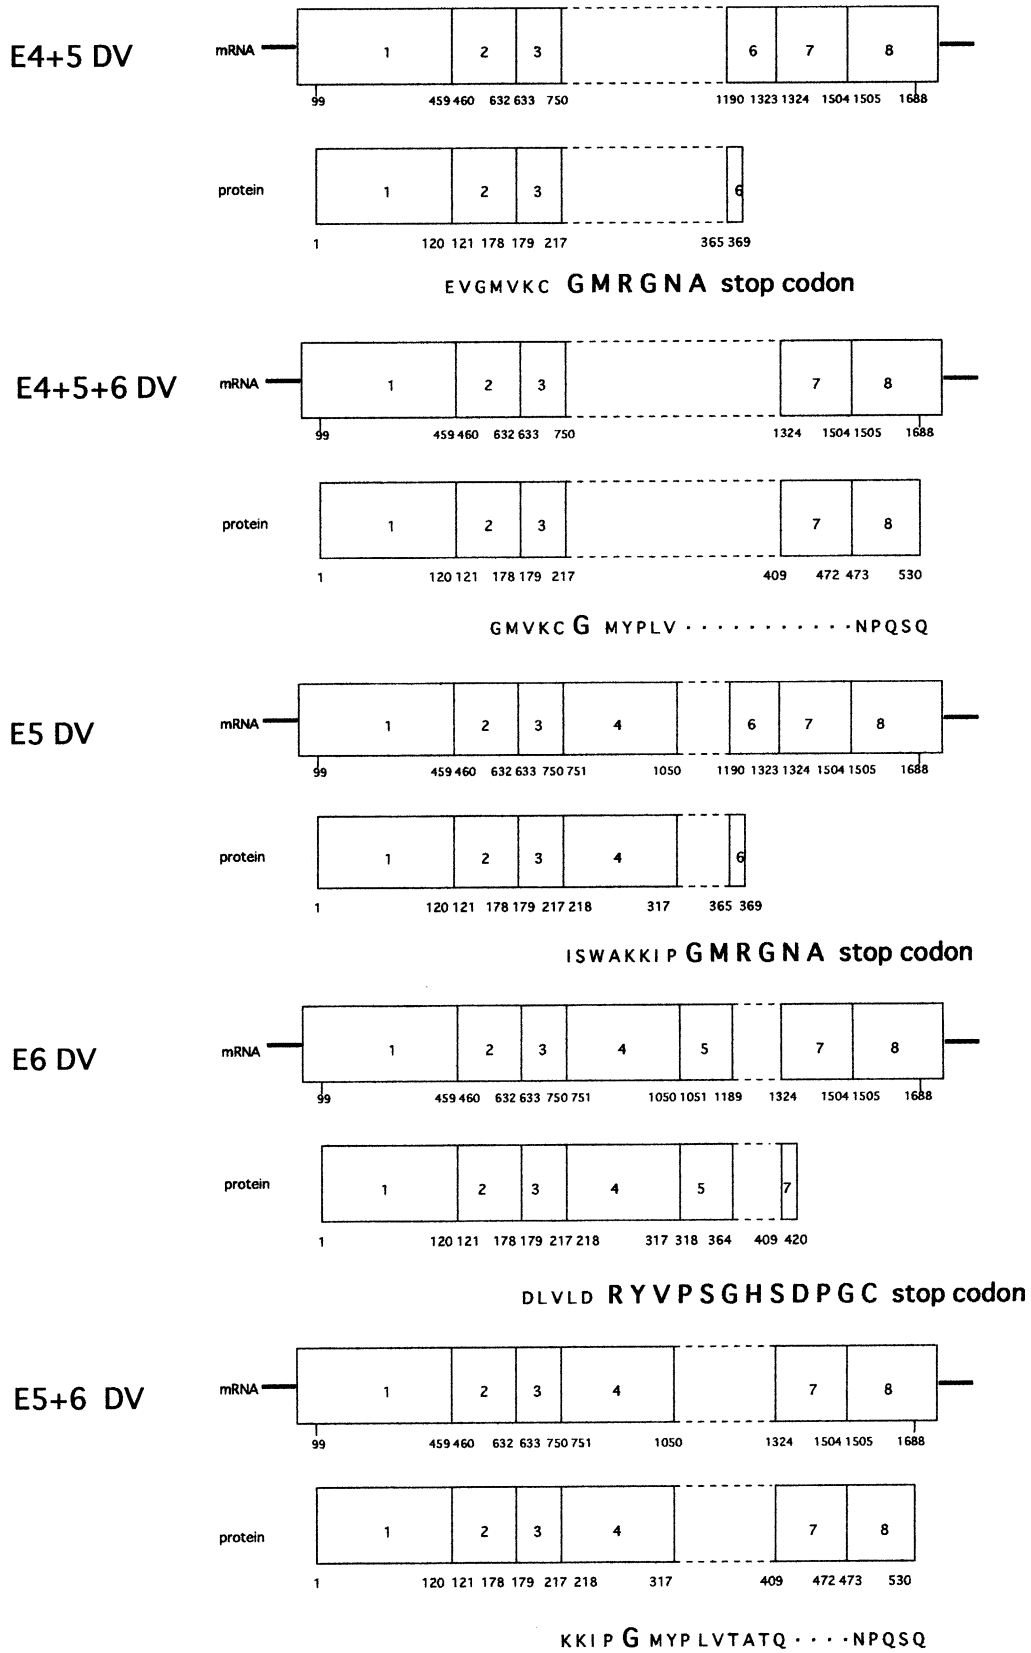 E4+5 DV
mRNA 1 2 3 6 7 8
99 459 460 632 633 750 1190 1323 1324 1504 1505 1688
protein 1 2 3 6
1 120 121 178 179 217 365 369
EVGMVKC GMRGNA stop codon
E4+5+6 DV
mRNA 1 2 3 7 8
99 459 460 632 633 750 1324 1504 1505 1688
protein 1 2 3 7 8
1 120 121 178 179 217 409 472 473 530
GMVKC G MYPLV · · · · · · · · · · · NPQSQ
E5 DV
mRNA 1 2 3 4 6 7 8
99 459 460 632 633 750 751 1050 1190 1323 1324 1504 1505 1688
protein 1 2 3 4 6
1 120 121 178 179 217 218 317 365 369
ISWAKKIP GMRGNA stop codon
E6 DV
mRNA 1 2 3 4 5 7 8
99 459 460 632 633 750 751 1050 1051 1189 1324 1504 1505 1688
protein 1 2 3 4 5 7
1 120 121 178 179 217 218 317 318 364 409 420
DLVLD RYVPSGHSDPGC stop codon
E5+6 DV
mRNA 1 2 3 4 7 8
99 459 460 632 633 750 751 1050 1324 1504 1505 1688
protein 1 2 3 4 7 8
1 120 121 178 179 217 218 317 409 472 473 530
KKIP G MYPLVTATQ · · · · NPQSQ